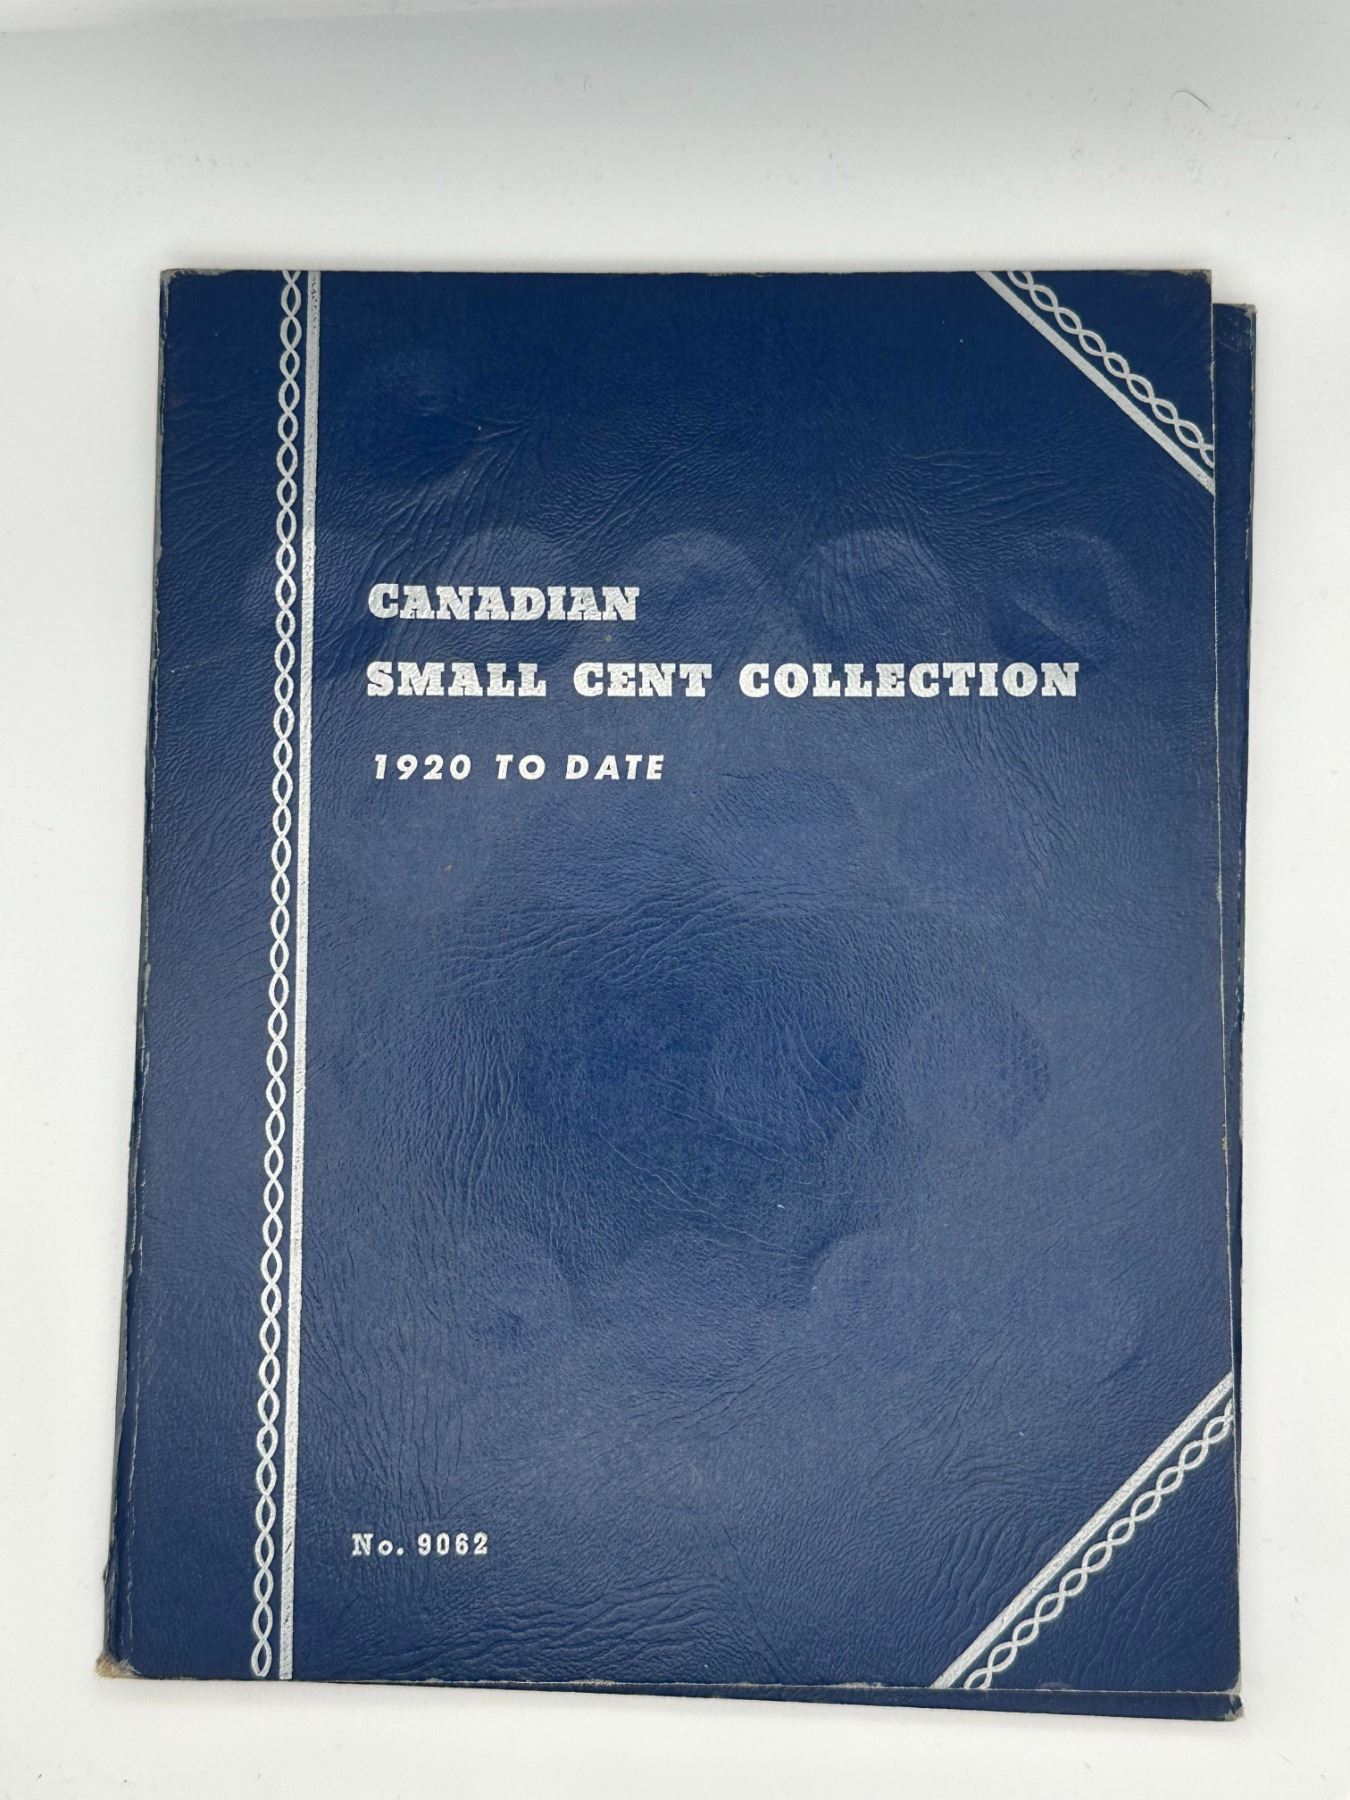 CANADIAN
SMALL CENT COLLECTION
1920 TO DATE
No. 9062